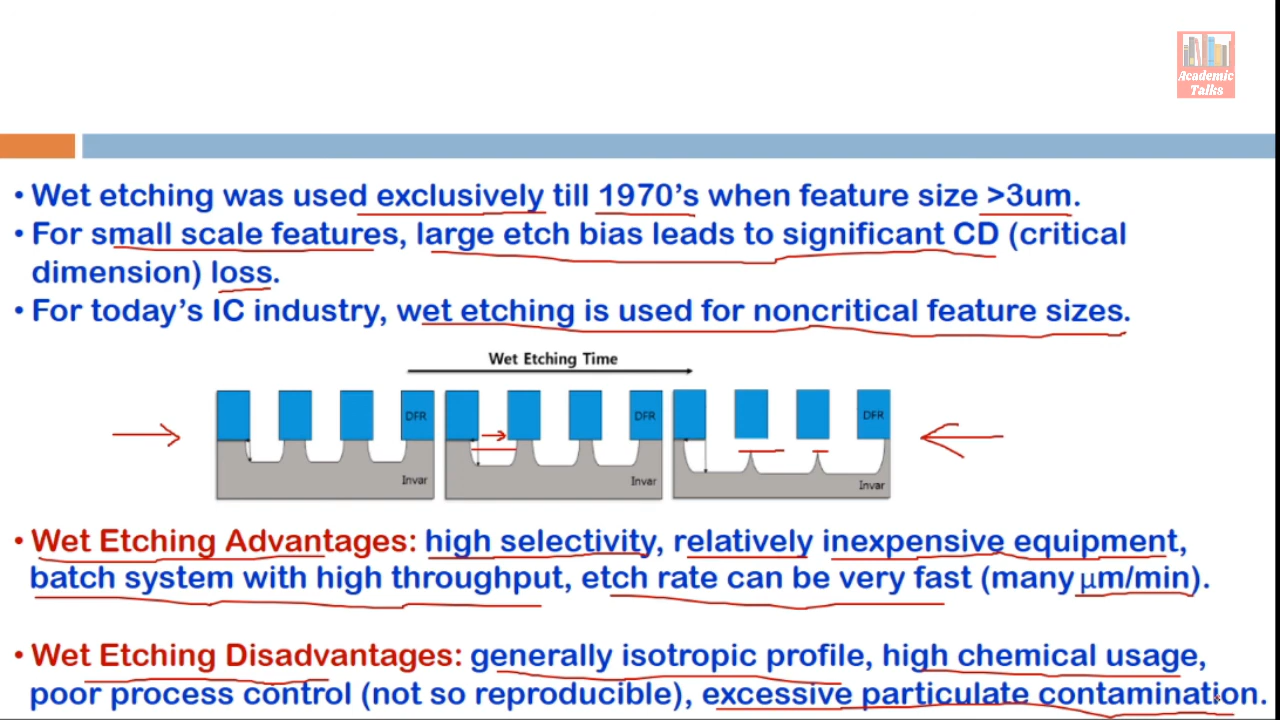 Academic
Talks
• Wet etching was used exclusively till 1970's when feature size >3um.
• For small scale features, large etch bias leads to significant CD (critical
dimension) loss.
• For today's IC industry, wet etching is used for noncritical feature sizes.
Wet Etching Time
DFR DFR DFR
Invar Invar Invar
• Wet Etching Advantages: high selectivity, relatively inexpensive equipment,
batch system with high throughput, etch rate can be very fast (many μm/min).
• Wet Etching Disadvantages: generally isotropic profile, high chemical usage,
poor process control (not so reproducible), excessive particulate contamination.